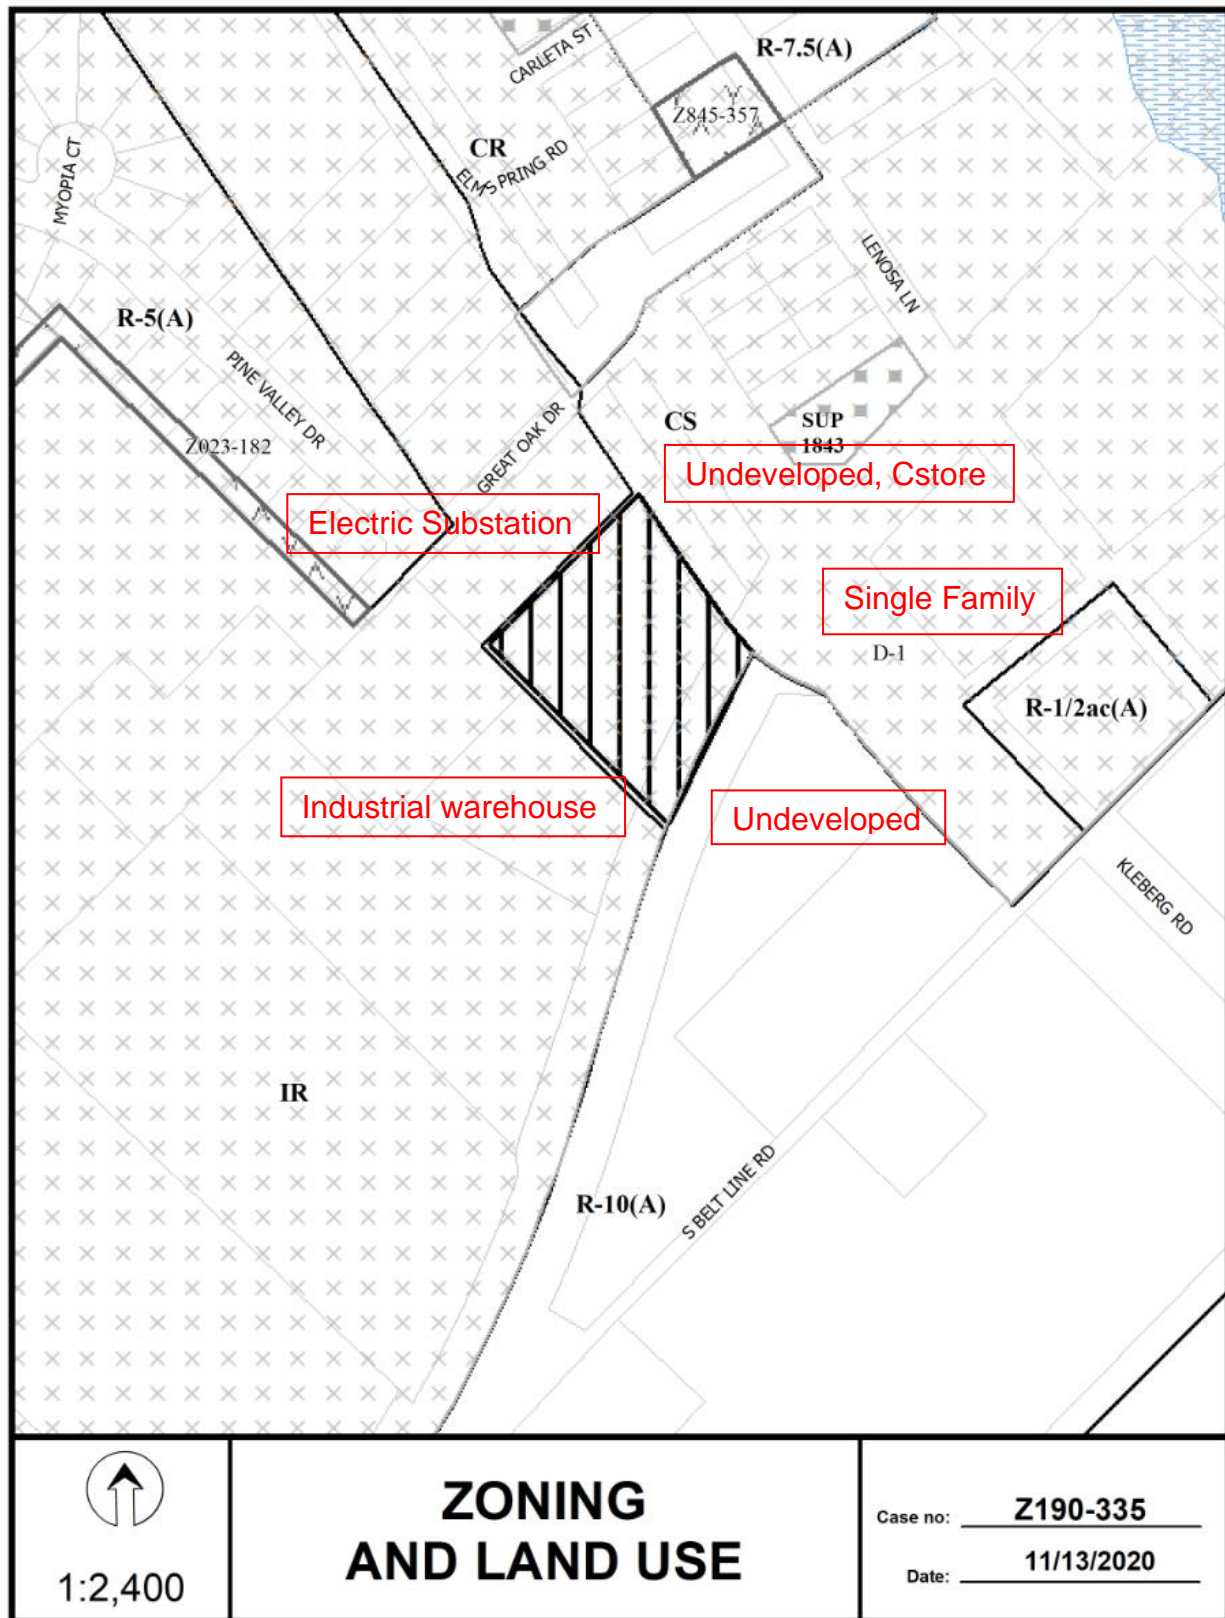 CARLETA ST
R-7.5(A)
Z845-357
CR
ELMS PRING RD
MYOPIA CT
LENOSA LN
R-5(A)
PINE VALLEY DR
Z023-182
GREAT OAK DR
CS
SUP
1843
Undeveloped, Cstore
Electric Substation
Single Family
D-1
R-1/2ac(A)
Industrial warehouse
Undeveloped
KLEBERG RD
IR
R-10(A)
S BELT LINE RD
1:2,400
ZONING
AND LAND USE
Case no: Z190-335
Date: 11/13/2020